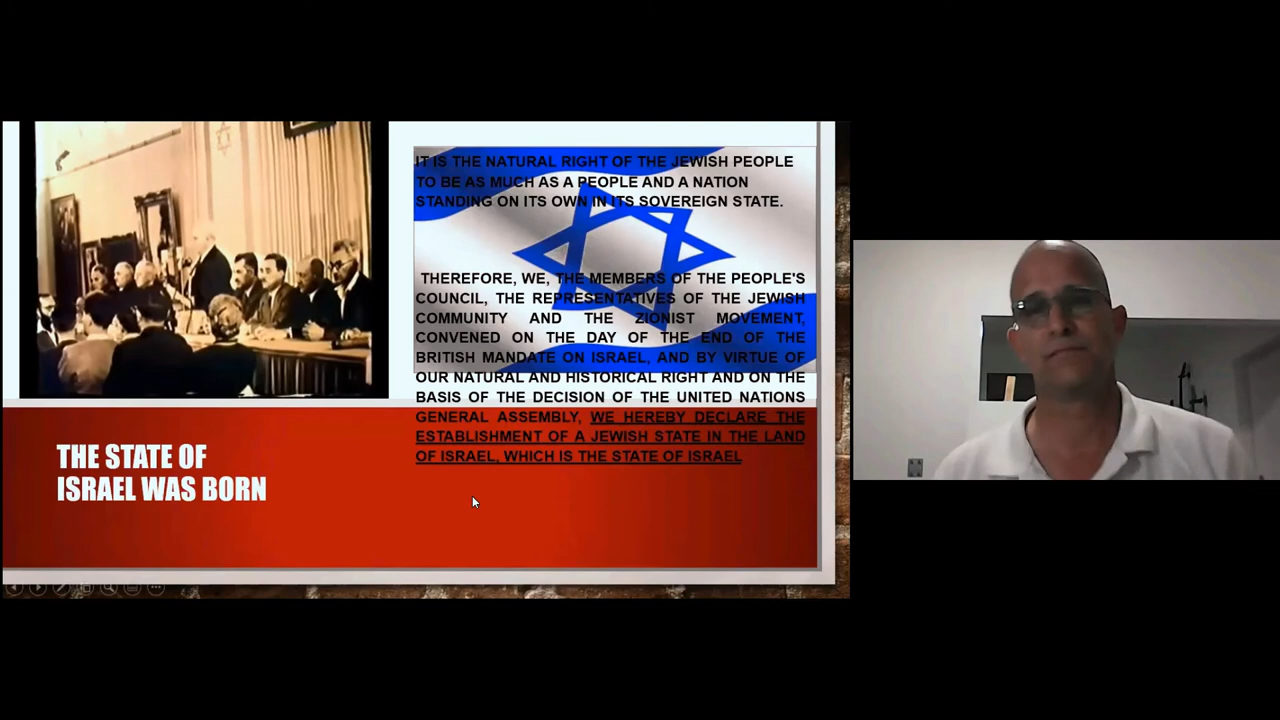 IT IS THE NATURAL RIGHT OF THE JEWISH PEOPLE
TO BE AS MUCH AS A PEOPLE AND A NATION
STANDING ON ITS OWN IN ITS SOVEREIGN STATE.
THEREFORE, WE, THE MEMBERS OF THE PEOPLE'S
COUNCIL, THE REPRESENTATIVES OF THE JEWISH
COMMUNITY AND THE ZIONIST MOVEMENT,
CONVENED ON THE DAY OF THE END OF THE
BRITISH MANDATE ON ISRAEL, AND BY VIRTUE OF
OUR NATURAL AND HISTORICAL RIGHT AND ON THE
BASIS OF THE DECISION OF THE UNITED NATIONS
GENERAL ASSEMBLY, WE HEREBY DECLARE THE
ESTABLISHMENT OF A JEWISH STATE IN THE LAND
OF ISRAEL, WHICH IS THE STATE OF ISRAEL
THE STATE OF
ISRAEL WAS BORN